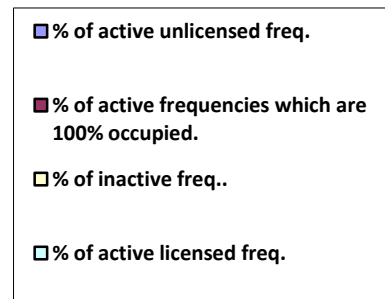 % of active unlicensed freq.
% of active frequencies which are
100% occupied.
% of inactive freq..
% of active licensed freq.